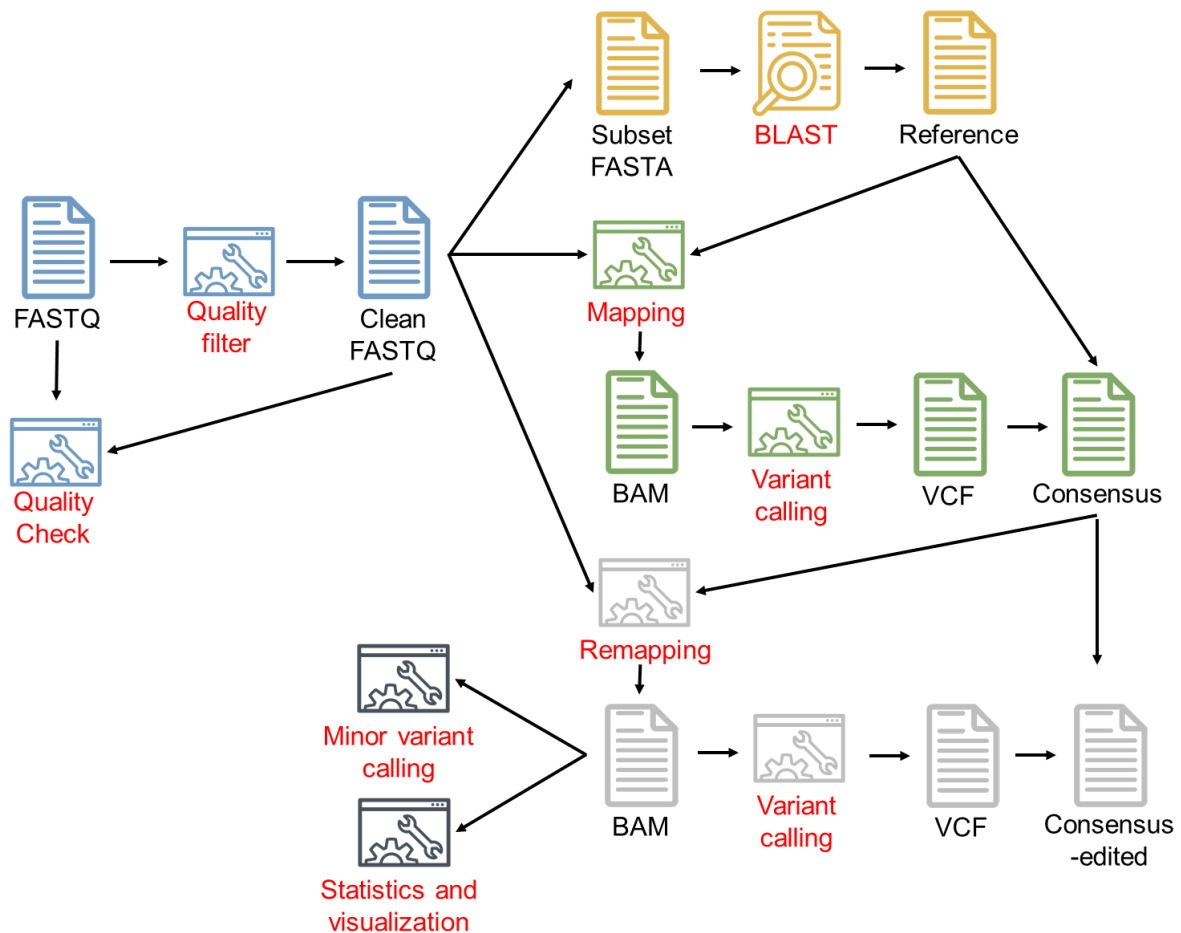 Subset
FASTA
BLAST
Reference
FASTQ
Quality
filter
Clean
FASTQ
Mapping
Quality
Check
BAM
Variant
calling
VCF
Consensus
Remapping
Minor variant
calling
BAM
Variant
calling
VCF
Consensus
-edited
Statistics and
visualization